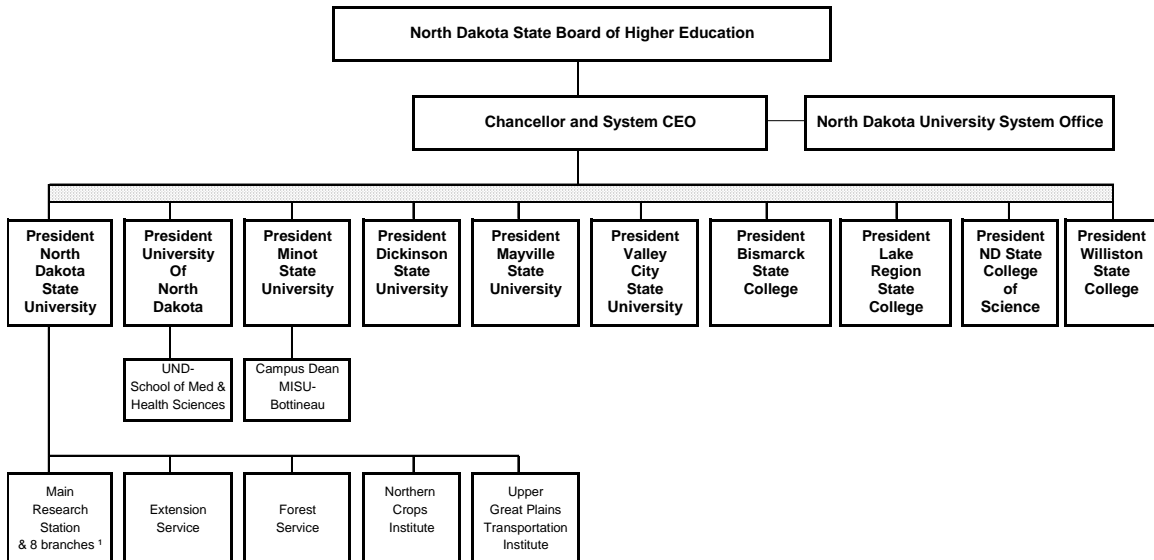 North Dakota State Board of Higher Education
Chancellor and System CEO
North Dakota University System Office
President
North
Dakota
State
University
President
University
Of
North
Dakota
President
Minot
State
University
President
Dickinson
State
University
President
Mayville
State
University
President
Valley
City
State
University
President
Bismarck
State
College
President
Lake
Region
State
College
President
ND State
College
of
Science
President
Williston
State
College
UND-
School of Med &
Health Sciences
Campus Dean
MISU-
Bottineau
Main
Research
Station
& 8 branches ¹
Extension
Service
Forest
Service
Northern
Crops
Institute
Upper
Great Plains
Transportation
Institute